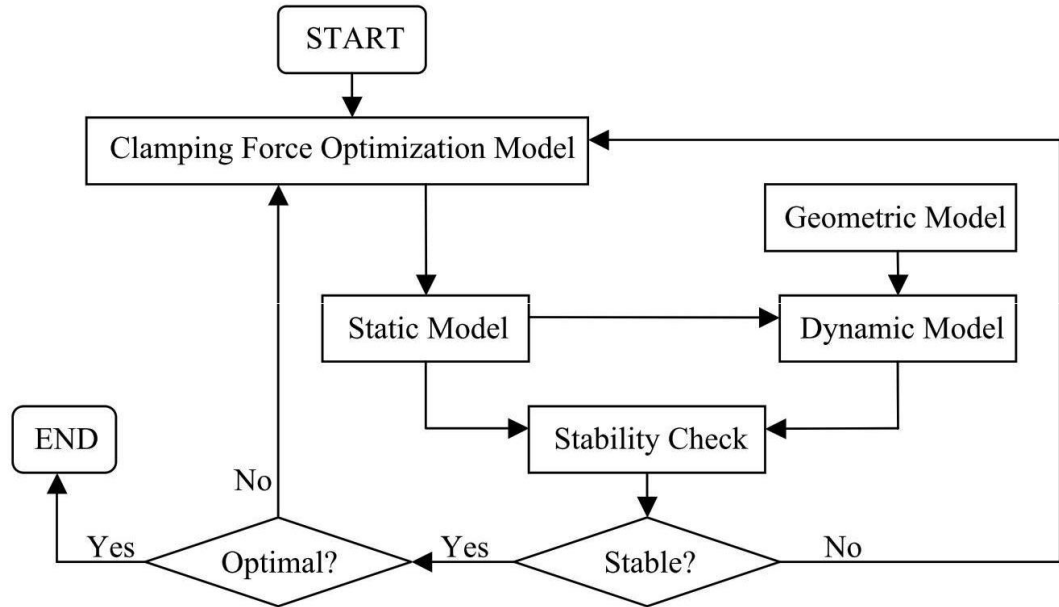 START
Clamping Force Optimization Model
Geometric Model
Static Model
Dynamic Model
END
Stability Check
No
Yes
Optimal?
Yes
Stable?
No